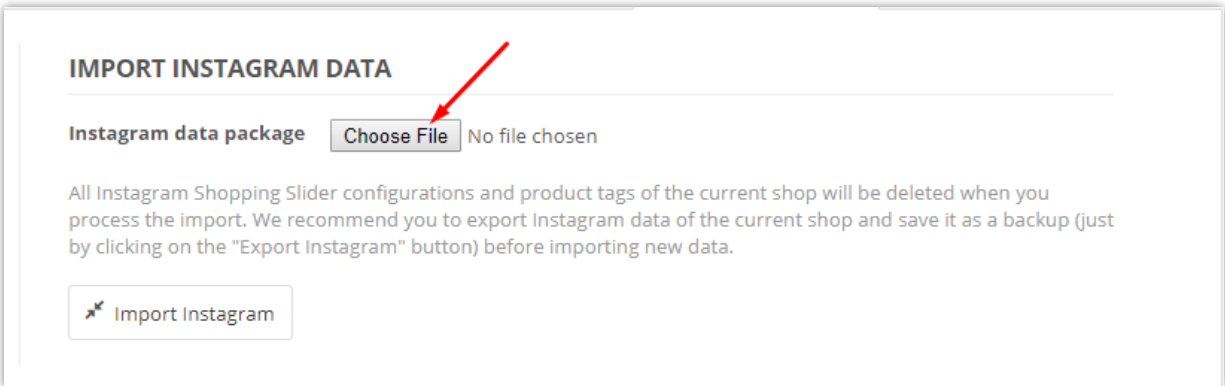 IMPORT INSTAGRAM DATA
Instagram data package Choose File No file chosen
All Instagram Shopping Slider configurations and product tags of the current shop will be deleted when you
process the import. We recommend you to export Instagram data of the current shop and save it as a backup (just
by clicking on the "Export Instagram" button) before importing new data.
Import Instagram